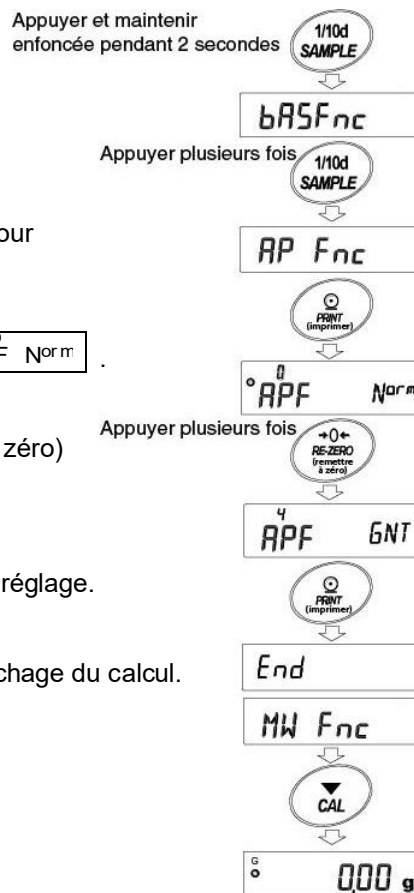 Appuyer et maintenir
enfoncée pendant 2 secondes
1/10d
SAMPLE
bASFnc
Appuyer plusieurs fois
1/10d
SAMPLE
our
AP Fnc
PRINT
(imprimer)
Norm .
0
APF Norm
Appuyer plusieurs fois
→0←
RE-ZERO
(remettre
à zéro)
zéro)
4
APF GNT
réglage.
PRINT
(imprimer)
End
chage du calcul.
MW Fnc
CAL
G
0.00 g